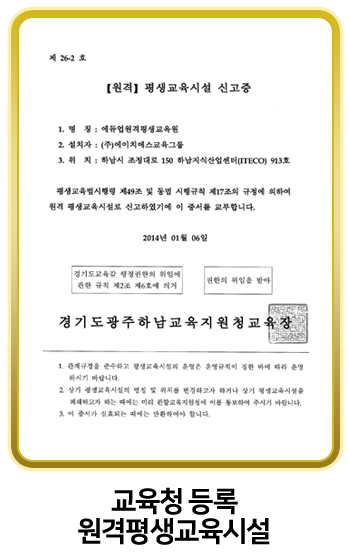 제 26-2 호
【원격】 평생교육시설 신고증
1. 명 칭 : 에듀업원격평생교육원
2. 설치자 : (주)에이치에스교육그룹
3. 위 치 : 하남시 조정대로 150 하남지식산업센터(ITECO) 913호
평생교육법시행령 제49조 및 동법 시행규칙 제17조의 규정에 의하여
원격 평생교육시설로 신고하였기에 이 증서를 교부합니다.
2014년 01월 06일
경기도교육감 행정권한의 위임에
관한 규칙 제2조 제6호에 의거
권한의 위임을 받아
경기도광주하남교육지원청교육장
1. 관계규정을 준수하고 평생교육시설의 운영은 운영규칙이 정한 바에 따라 운영
하시기 바랍니다.
2. 상기 평생교육시설의 명칭 및 위치를 변경하고자 하거나 상기 평생교육시설을
폐쇄하고자 하는 때에는 미리 관할교육지원청에 이를 통보하여 주시기 바랍니다.
3. 이 증서가 실효되는 때에는 반환하여야 합니다.
교육청 등록
원격평생교육시설